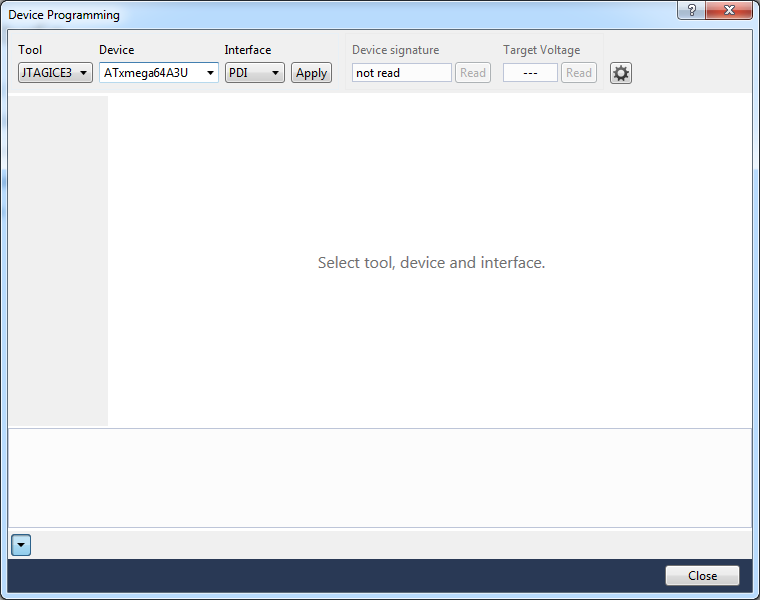 Device Programming
Tool Device Interface Device signature Target Voltage
JTAGICE3 ATxmega64A3U PDI Apply not read Read --- Read
Select tool, device and interface.
Close